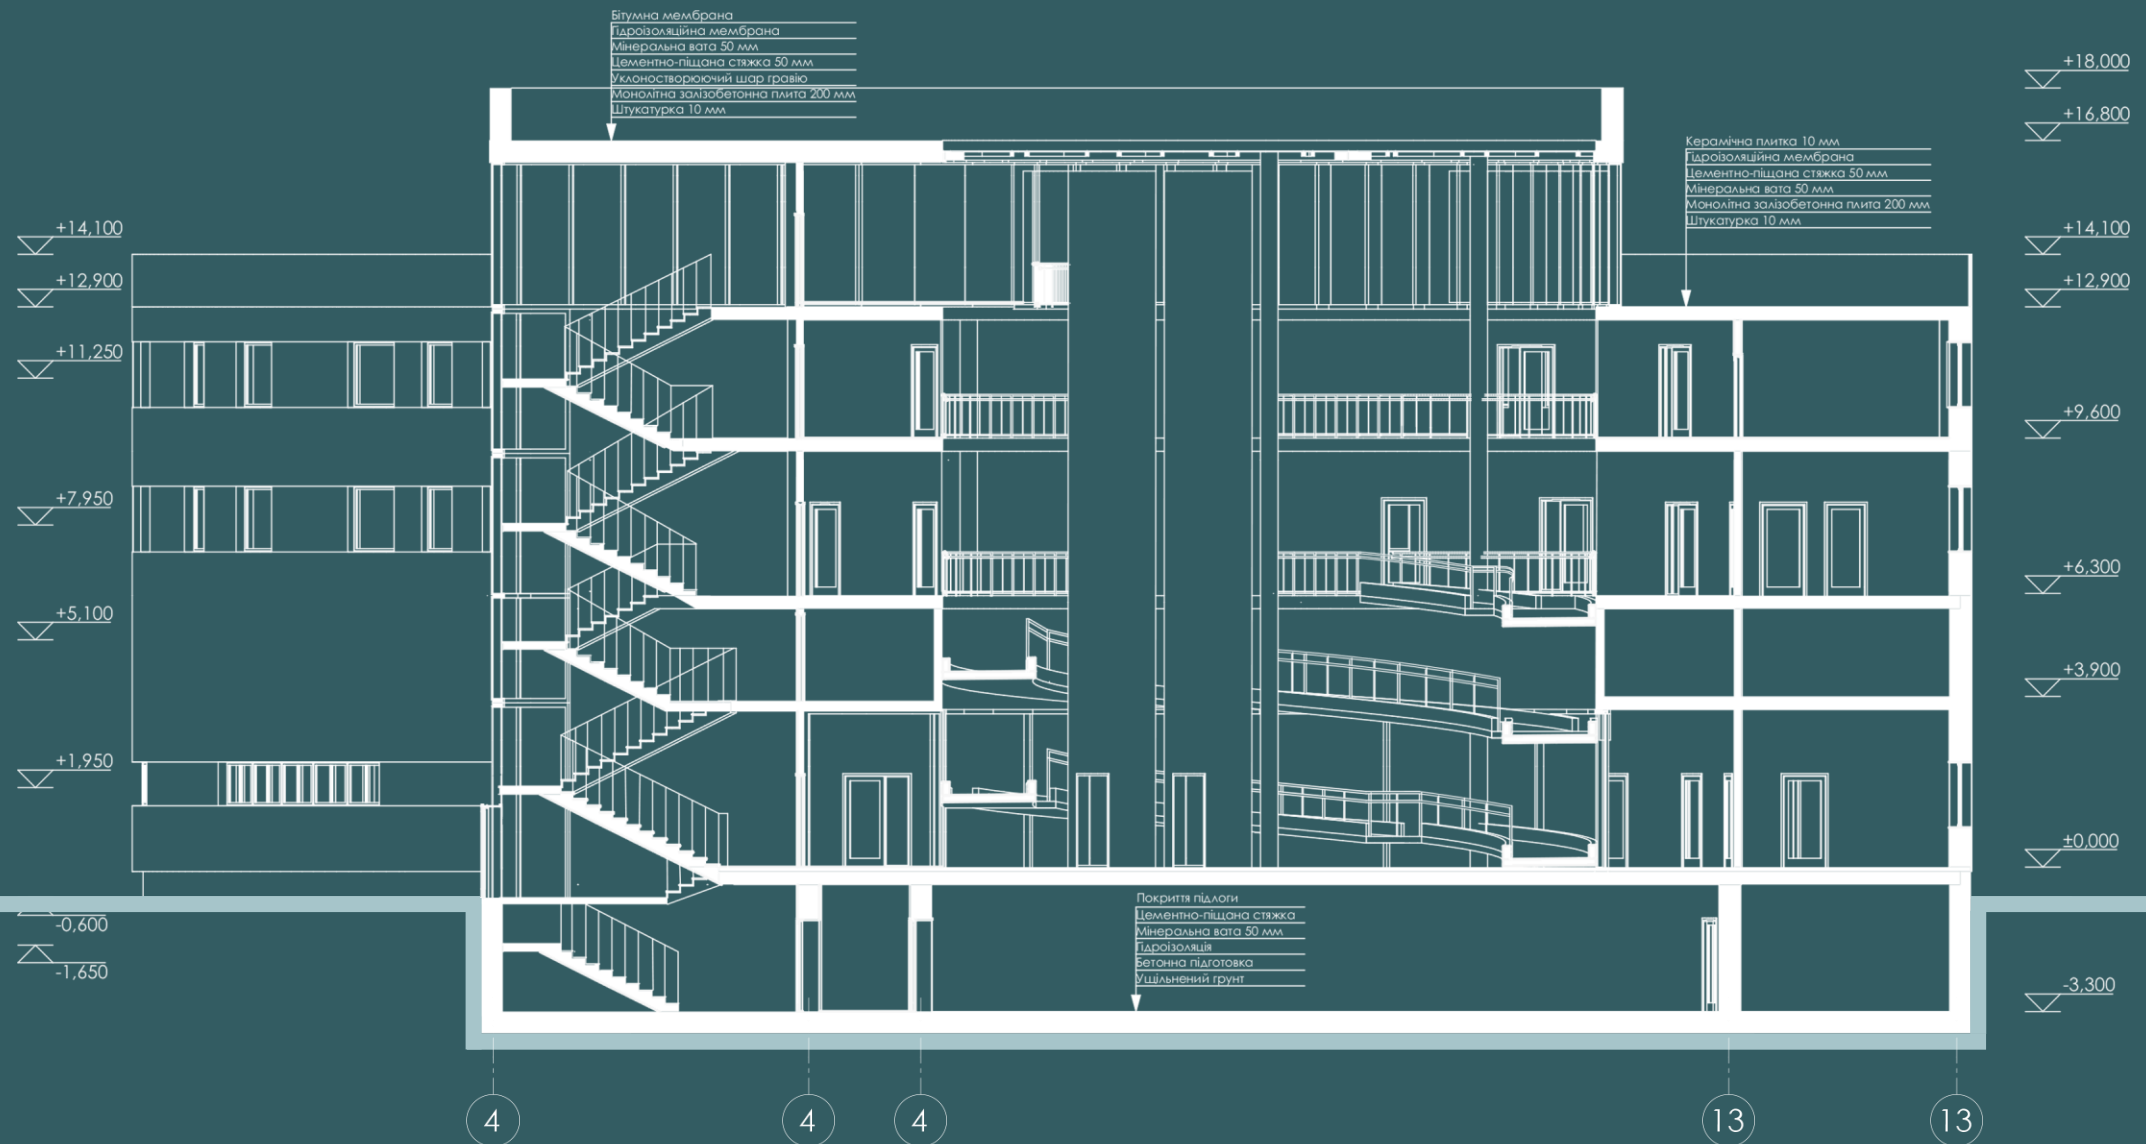 Бітумна мембрана
Гідроізоляційна мембрана
Мінеральна вата 50 мм
Цементно-піщана стяжка 50 мм
Уклоностворюючий шар гравію
Монолітна залізобетонна плита 200 мм
Штукатурка 10 мм
+18,000
+16,800
Керамічна плитка 10 мм
Гідроізоляційна мембрана
Цементно-піщана стяжка 50 мм
Мінеральна вата 50 мм
Монолітна залізобетонна плита 200 мм
Штукатурка 10 мм
+14,100
+12,900
+11,250
+7,950
+5,100
+1,950
-0,600
-1,650
+14,100
+12,900
+9,600
+6,300
+3,900
±0,000
-3,300
Покриття підлоги
Цементно-піщана стяжка
Мінеральна вата 50 мм
Гідроізоляція
Бетонна підготовка
Ущільнений грунт
4
4
4
13
13